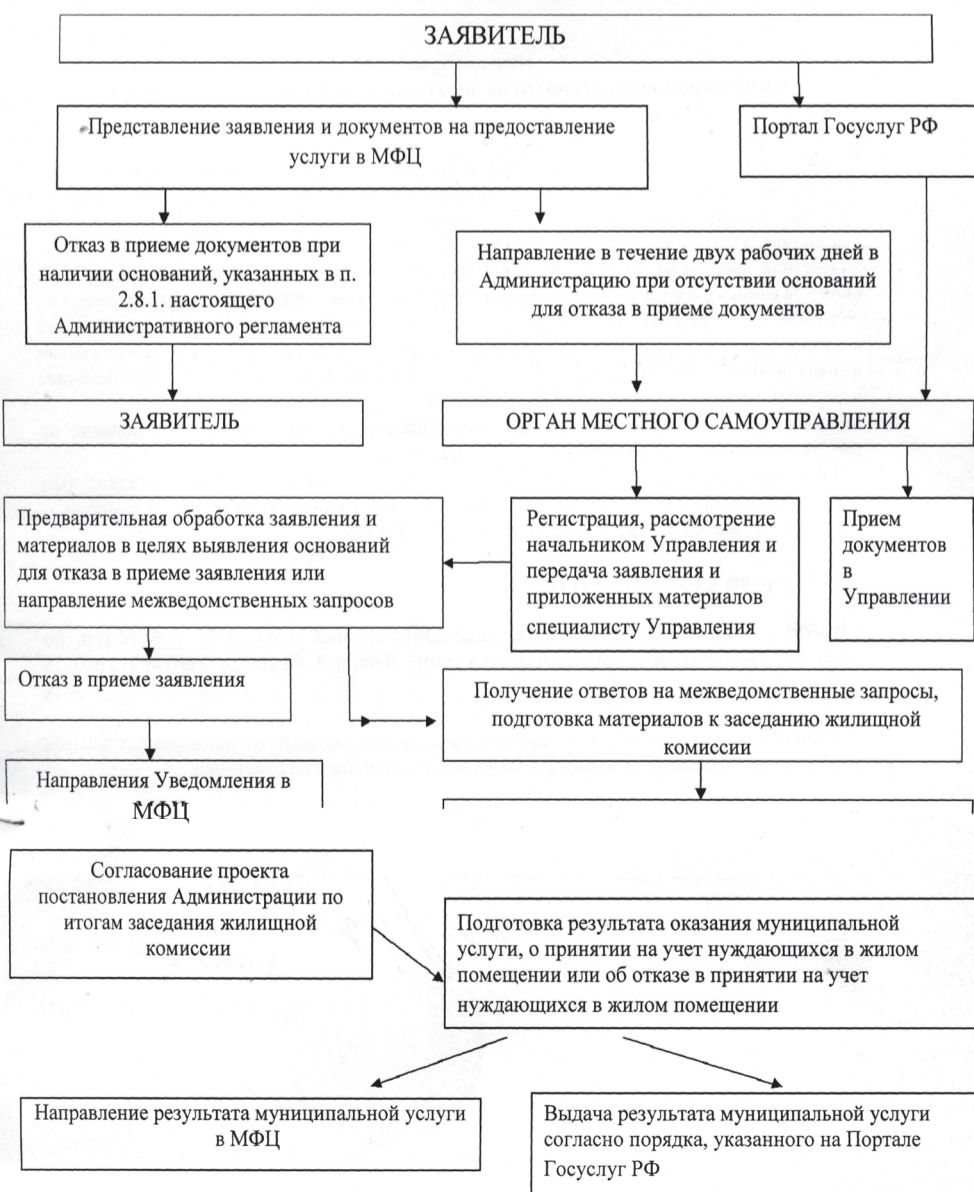 ЗАЯВИТЕЛЬ
Представление заявления и документов на предоставление
услуги в МФЦ
Портал Госуслуг РФ
Отказ в приеме документов при
наличии оснований, указанных в п.
2.8.1. настоящего
Административного регламента
Направление в течение двух рабочих дней в
Администрацию при отсутствии оснований
для отказа в приеме документов
ЗАЯВИТЕЛЬ
ОРГАН МЕСТНОГО САМОУПРАВЛЕНИЯ
Предварительная обработка заявления и
материалов в целях выявления оснований
для отказа в приеме заявления или
направление межведомственных запросов
Регистрация, рассмотрение
начальником Управления и
передача заявления и
приложенных материалов
специалисту Управления
Прием
документов
в
Управлении
Отказ в приеме заявления
Получение ответов на межведомственные запросы,
подготовка материалов к заседанию жилищной
комиссии
Направления Уведомления в
МФЦ
Согласование проекта
постановления Администрации по
итогам заседания жилищной
комиссии
Подготовка результата оказания муниципальной
услуги, о принятии на учет нуждающихся в жилом
помещении или об отказе в принятии на учет
нуждающихся в жилом помещении
Направление результата муниципальной услуги
в МФЦ
Выдача результата муниципальной услуги
согласно порядка, указанного на Портале
Госуслуг РФ